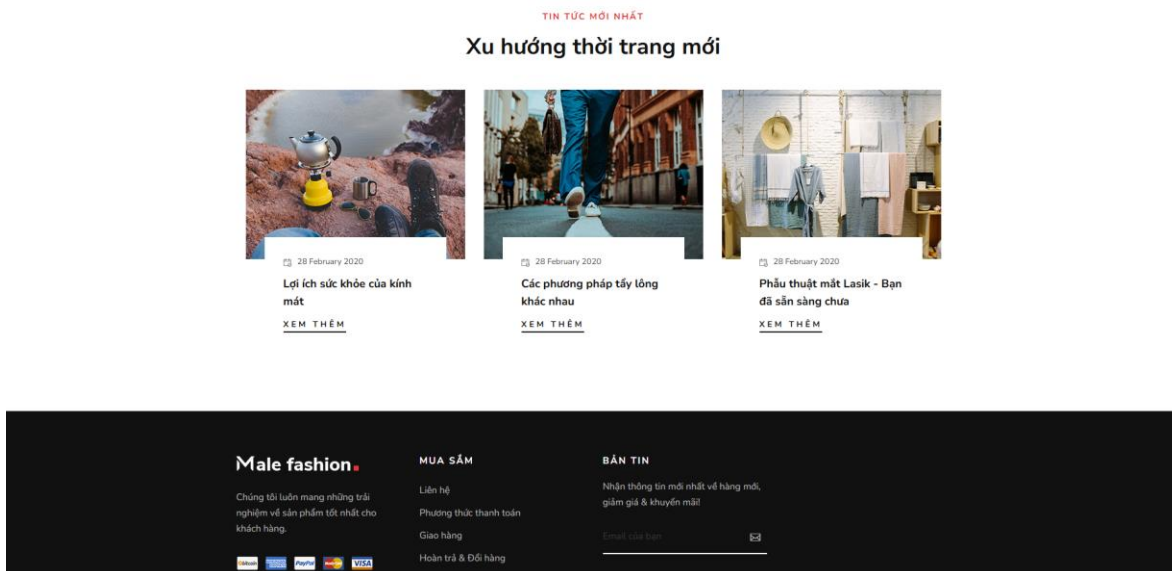 TIN TỨC MỚI NHẤT
Xu hướng thời trang mới
28 February 2020
Lợi ích sức khỏe của kính
mát
XEM THÊM
28 February 2020
Các phương pháp tẩy lông
khác nhau
XEM THÊM
28 February 2020
Phẫu thuật mắt Lasik - Bạn
đã sẵn sàng chưa
XEM THÊM
Male fashion.
Chúng tôi luôn mang những trải
nghiệm về sản phẩm tốt nhất cho
khách hàng.
bitcoin
PayPal
VISA
MUA SẮM
Liên hệ
Phương thức thanh toán
Giao hàng
Hoàn trả & Đổi hàng
BẢN TIN
Nhận thông tin mới nhất về hàng mới,
giảm giá & khuyến mãi!
Email của bạn